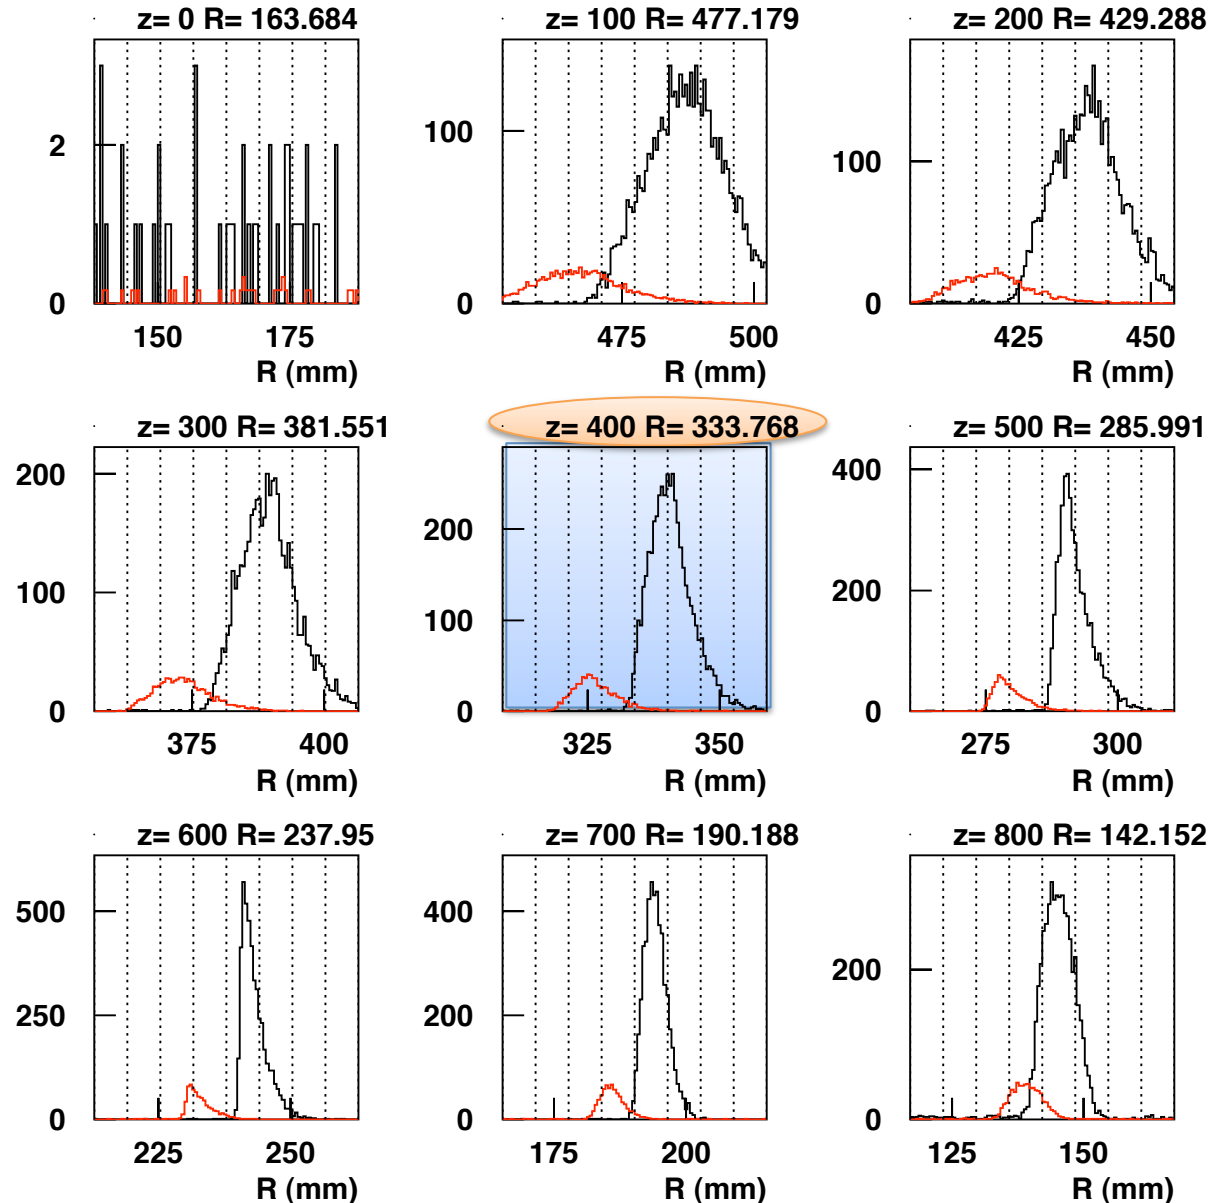 z= 0 R= 163.684
2
0
150 175
R (mm)
z= 100 R= 477.179
100
0
475 500
R (mm)
z= 200 R= 429.288
100
0
425 450
R (mm)
z= 300 R= 381.551
200
100
0
375 400
R (mm)
z= 400 R= 333.768
200
100
0
325 350
R (mm)
z= 500 R= 285.991
400
200
0
275 300
R (mm)
z= 600 R= 237.95
500
250
0
225 250
R (mm)
z= 700 R= 190.188
400
200
0
175 200
R (mm)
z= 800 R= 142.152
200
0
125 150
R (mm)